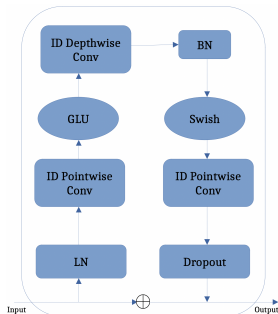 ID Depthwise
Conv
BN
GLU
Swish
ID Pointwise
Conv
ID Pointwise
Conv
LN
Dropout
Input
Output